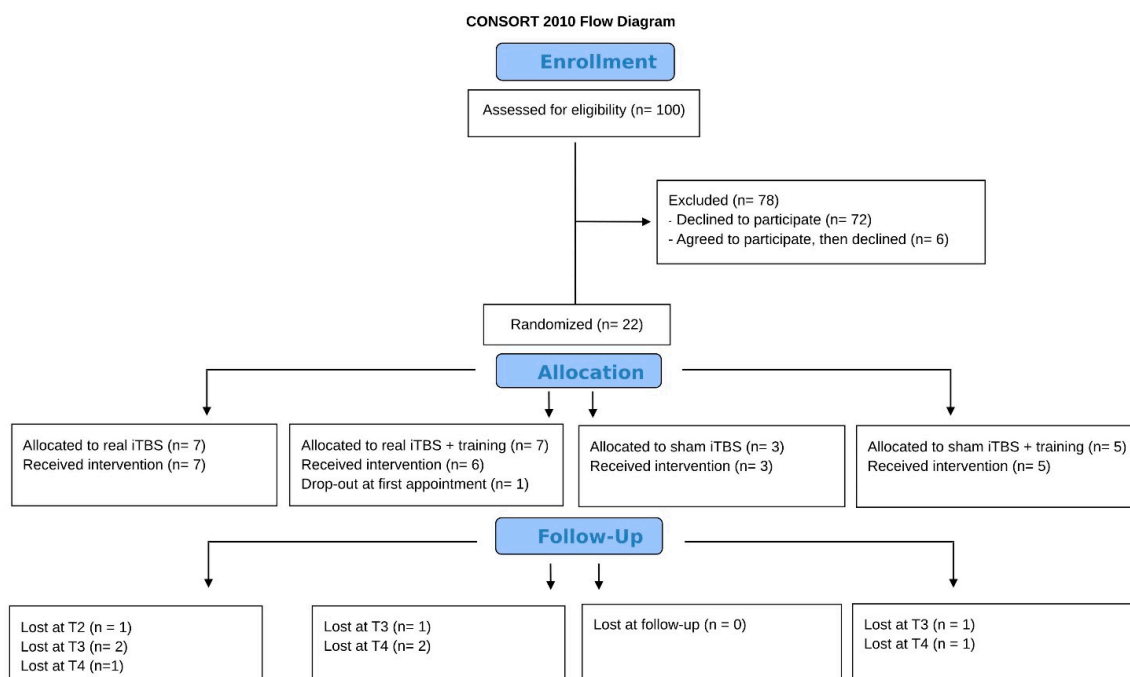 CONSORT 2010 Flow Diagram
Enrollment
Assessed for eligibility (n= 100)
Excluded (n= 78)
- Declined to participate (n= 72)
- Agreed to participate, then declined (n= 6)
Randomized (n= 22)
Allocation
Allocated to real iTBS (n= 7)
Received intervention (n= 7)
Allocated to real iTBS + training (n= 7)
Received intervention (n= 6)
Drop-out at first appointment (n= 1)
Allocated to sham iTBS (n= 3)
Received intervention (n= 3)
Allocated to sham iTBS + training (n= 5)
Received intervention (n= 5)
Follow-Up
Lost at T2 (n = 1)
Lost at T3 (n= 2)
Lost at T4 (n=1)
Lost at T3 (n= 1)
Lost at T4 (n= 2)
Lost at follow-up (n = 0)
Lost at T3 (n = 1)
Lost at T4 (n = 1)